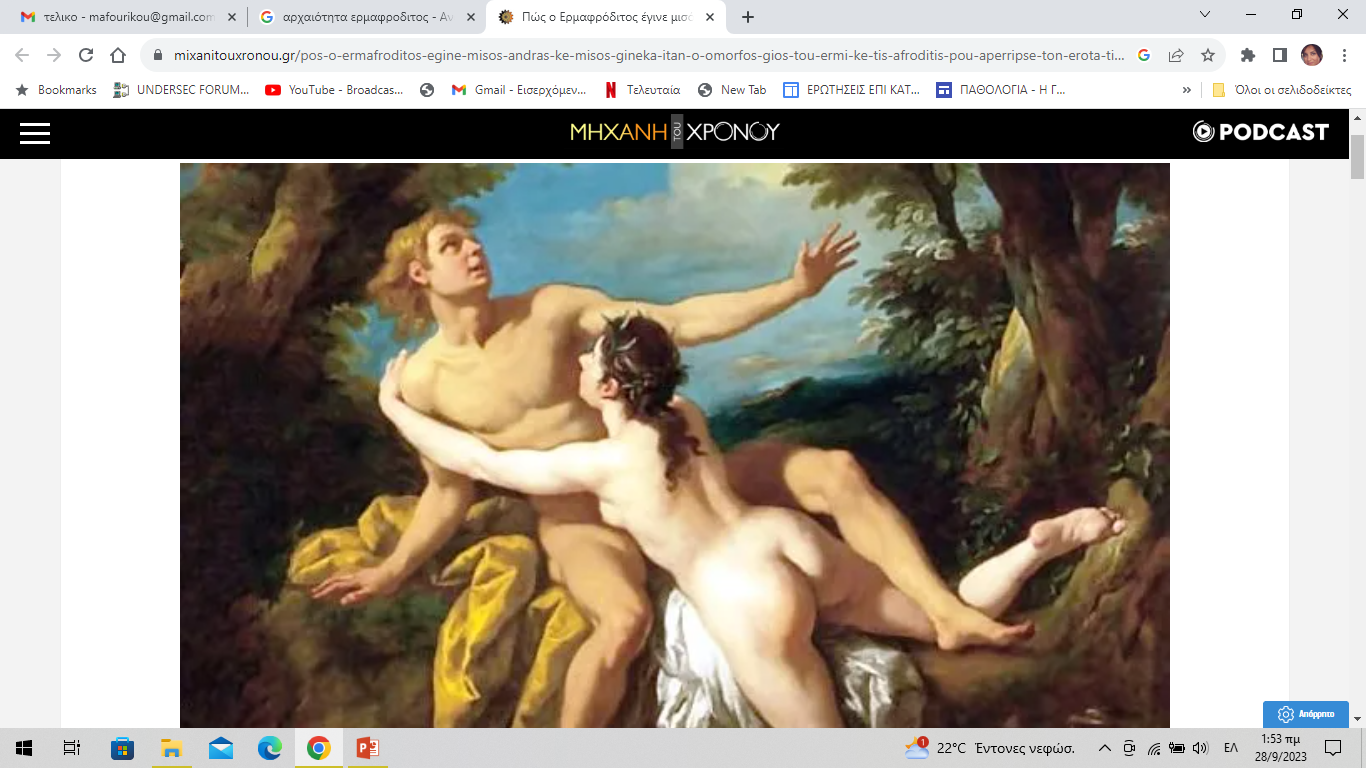 τελικο - mafourikou@gmail.com
αρχαιότητα ερμαφροδιτος - Αν
Πώς ο Ερμαφρόδιτος έγινε μισό
mixanitouxronou.gr/pos-o-ermafroditos-egine-misos-andras-ke-misos-gineka-itan-o-omorfos-gios-tou-ermi-ke-tis-afroditis-pou-aperripse-ton-erota-ti...
Bookmarks UNDERSEC FORUM... YouTube - Broadcas... Gmail - Εισερχόμεν... Τελευταία New Tab ΕΡΩΤΗΣΕΙΣ ΕΠΙ ΚΑΤ... ΠΑΘΟΛΟΓΙΑ - Η Γ... » Όλοι οι σελιδοδείκτες
ΜΗΧΑΝΗ ΤΟΥ ΧΡΟΝΟΥ PODCAST
Απόρρητο
1 22°C Έντονες νεφώσ. ΕΛ 1:53 πμ
28/9/2023